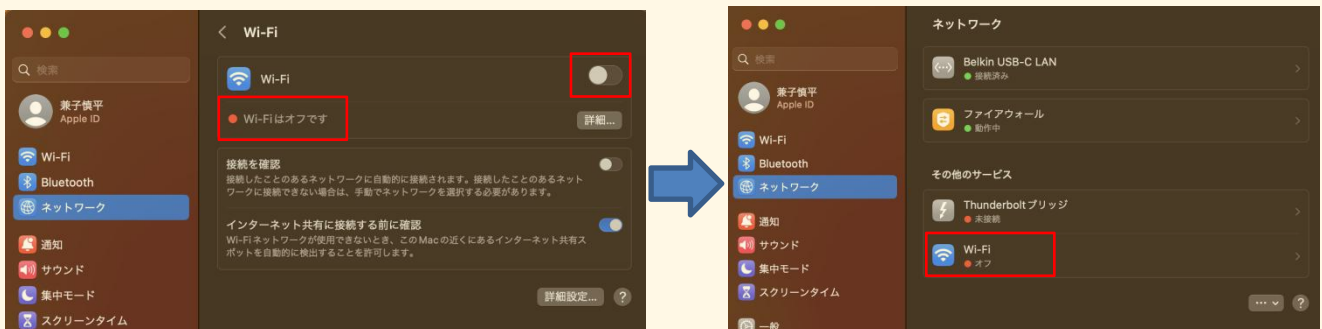 Wi-Fi
検索
兼子慎平
Apple ID
Wi-Fi
Bluetooth
ネットワーク
通知
サウンド
集中モード
スクリーンタイム
Wi-Fi
Wi-Fiはオフです
詳細...
接続を確認
接続したことのあるネットワークに自動的に接続されます。接続したことのあるネット
ワークに接続できない場合は、手動でネットワークを選択する必要があります。
インターネット共有に接続する前に確認
Wi-Fiネットワークが使用できないとき、このMacの近くにあるインターネット共有ス
ポットを自動的に検出することを許可します。
詳細設定...
?
ネットワーク
検索
兼子慎平
Apple ID
Wi-Fi
Bluetooth
ネットワーク
通知
サウンド
集中モード
スクリーンタイム
一般
Belkin USB-C LAN
接続済み
ファイアウォール
動作中
その他のサービス
Thunderboltブリッジ
未接続
Wi-Fi
オフ
?